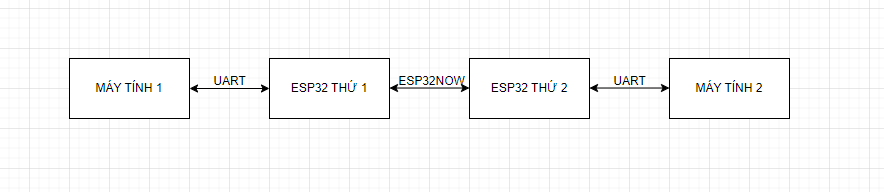 MÁY TÍNH 1
UART
ESP32 THỨ 1
ESP32NOW
ESP32 THỨ 2
UART
MÁY TÍNH 2